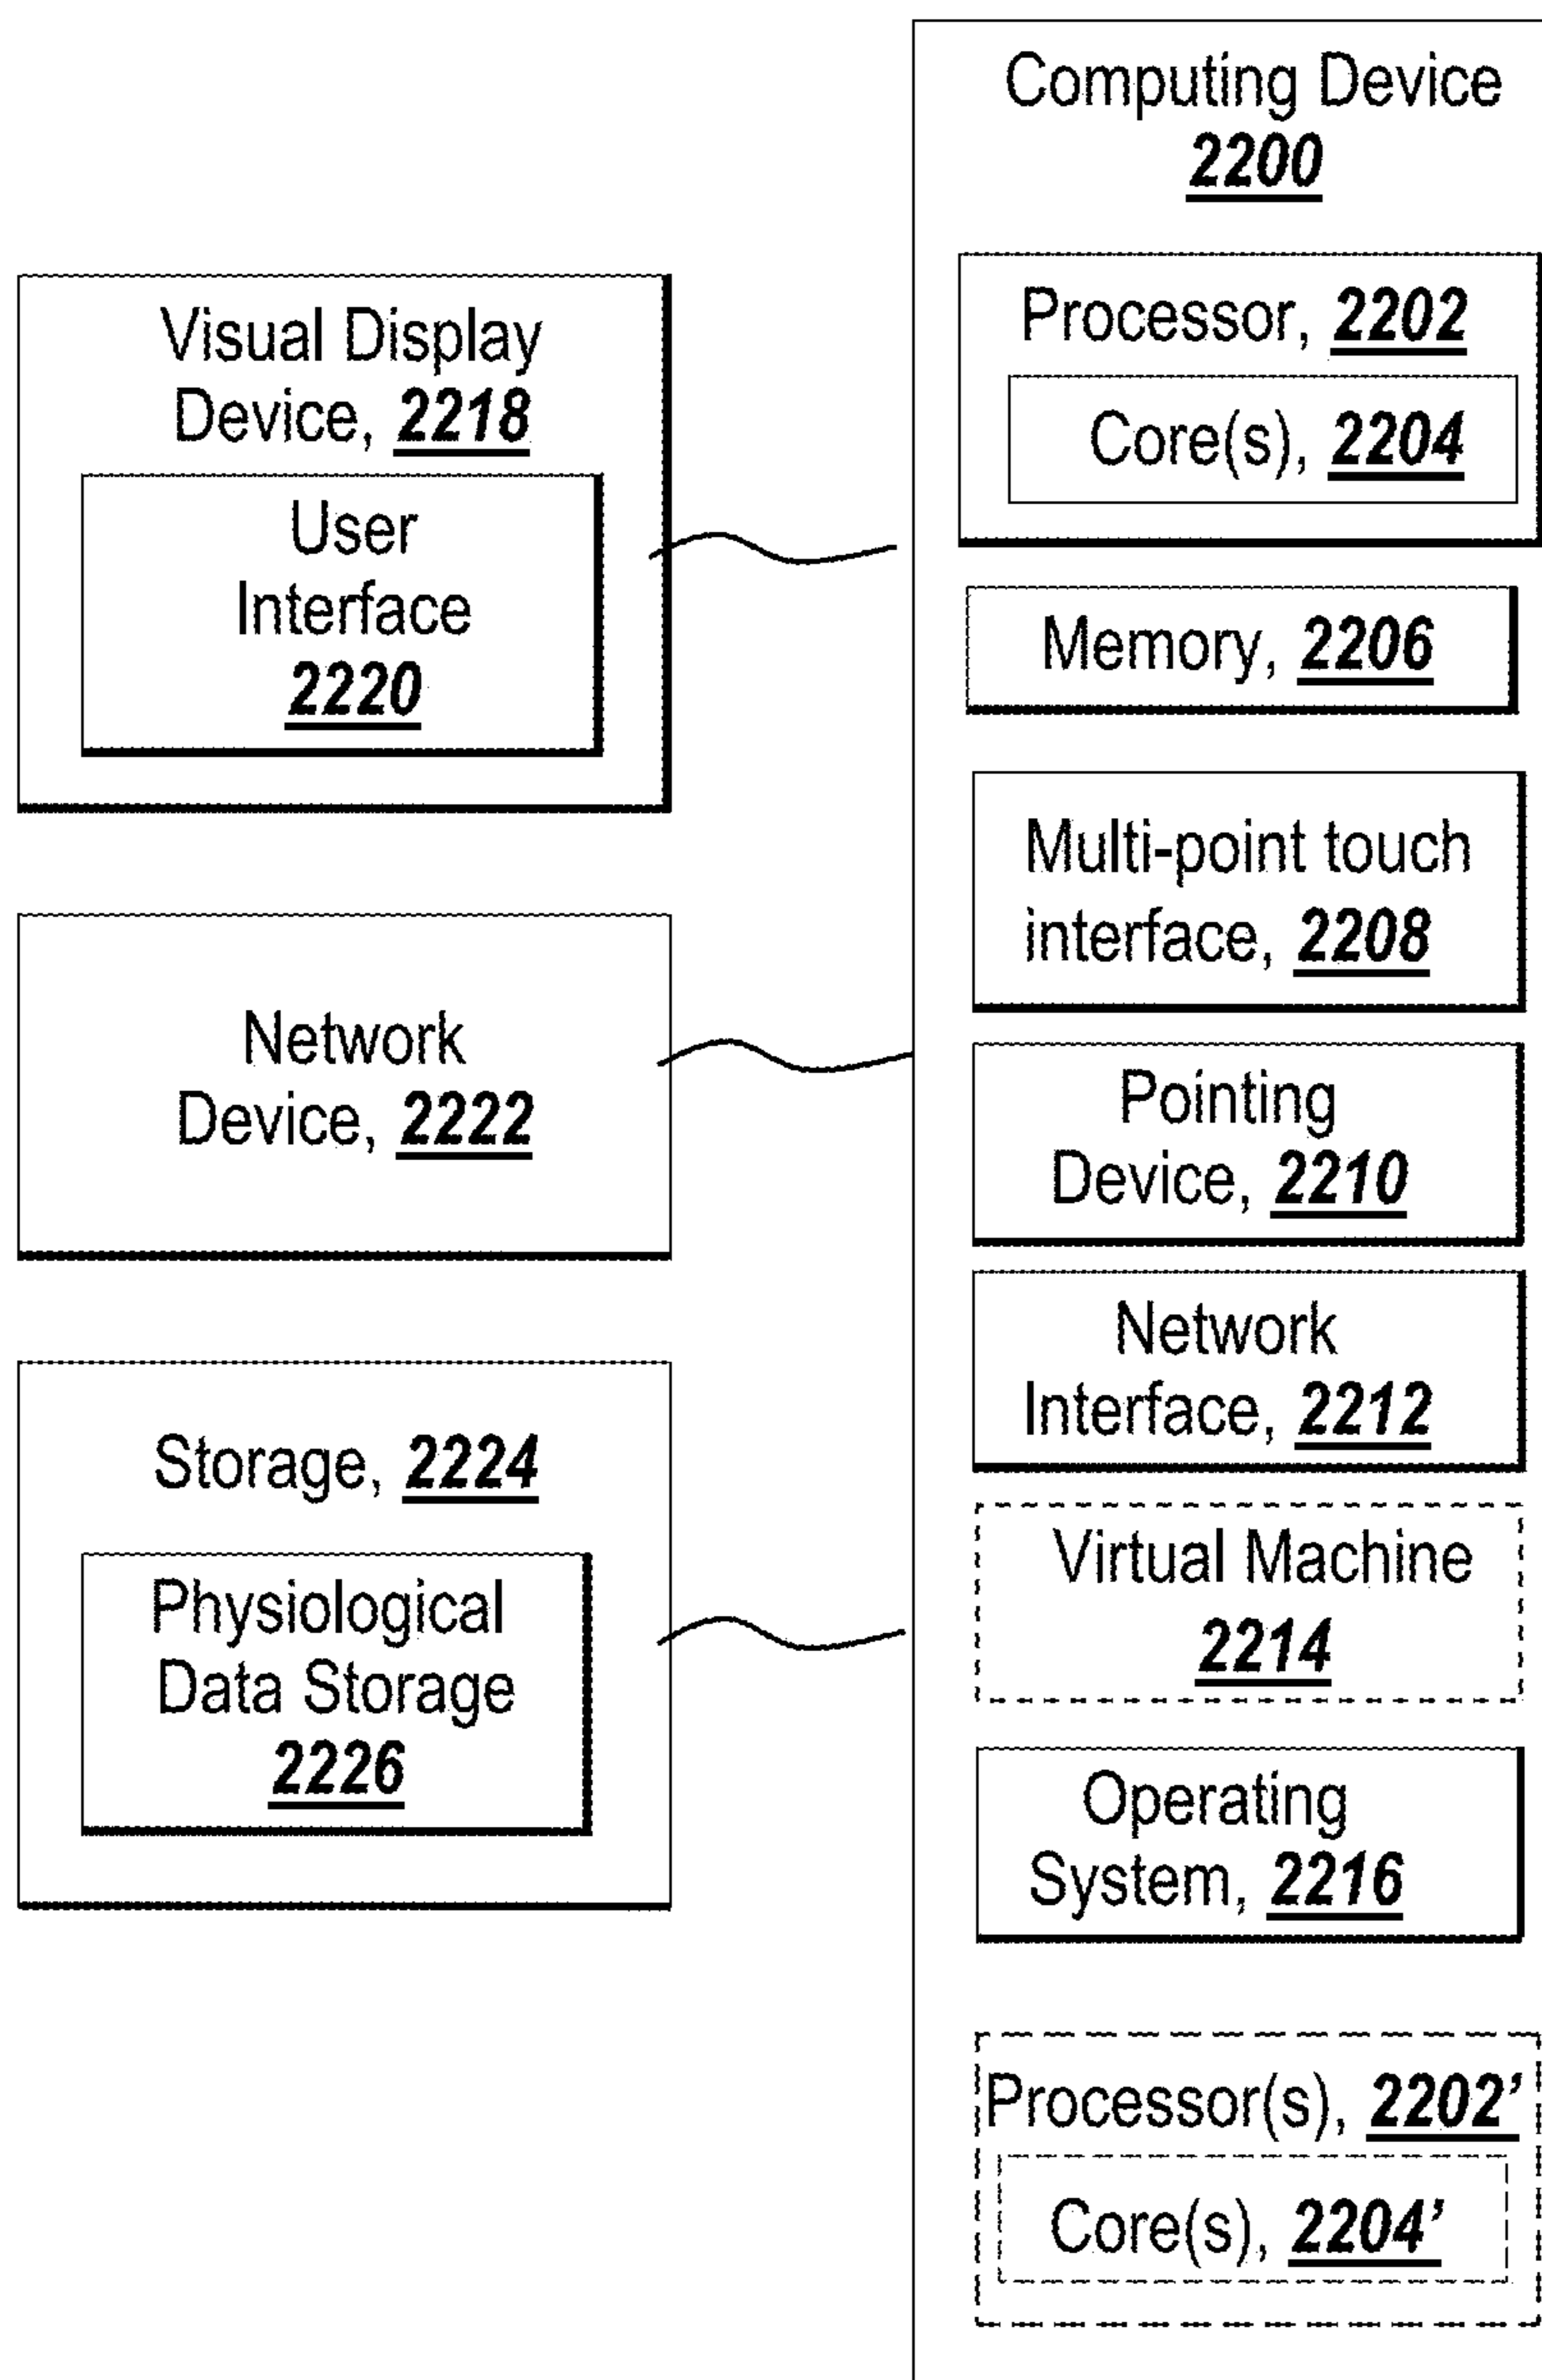 Computing Device
2200
Processor, 2202
Core(s), 2204
Memory, 2206
Multi-point touch
interface, 2208
Pointing
Device, 2210
Network
Interface, 2212
Virtual Machine
2214
Operating
System, 2216
Processor(s), 2202’
Core(s), 2204’
Visual Display
Device, 2218
User
Interface
2220
Network
Device, 2222
Storage, 2224
Physiological
Data Storage
2226